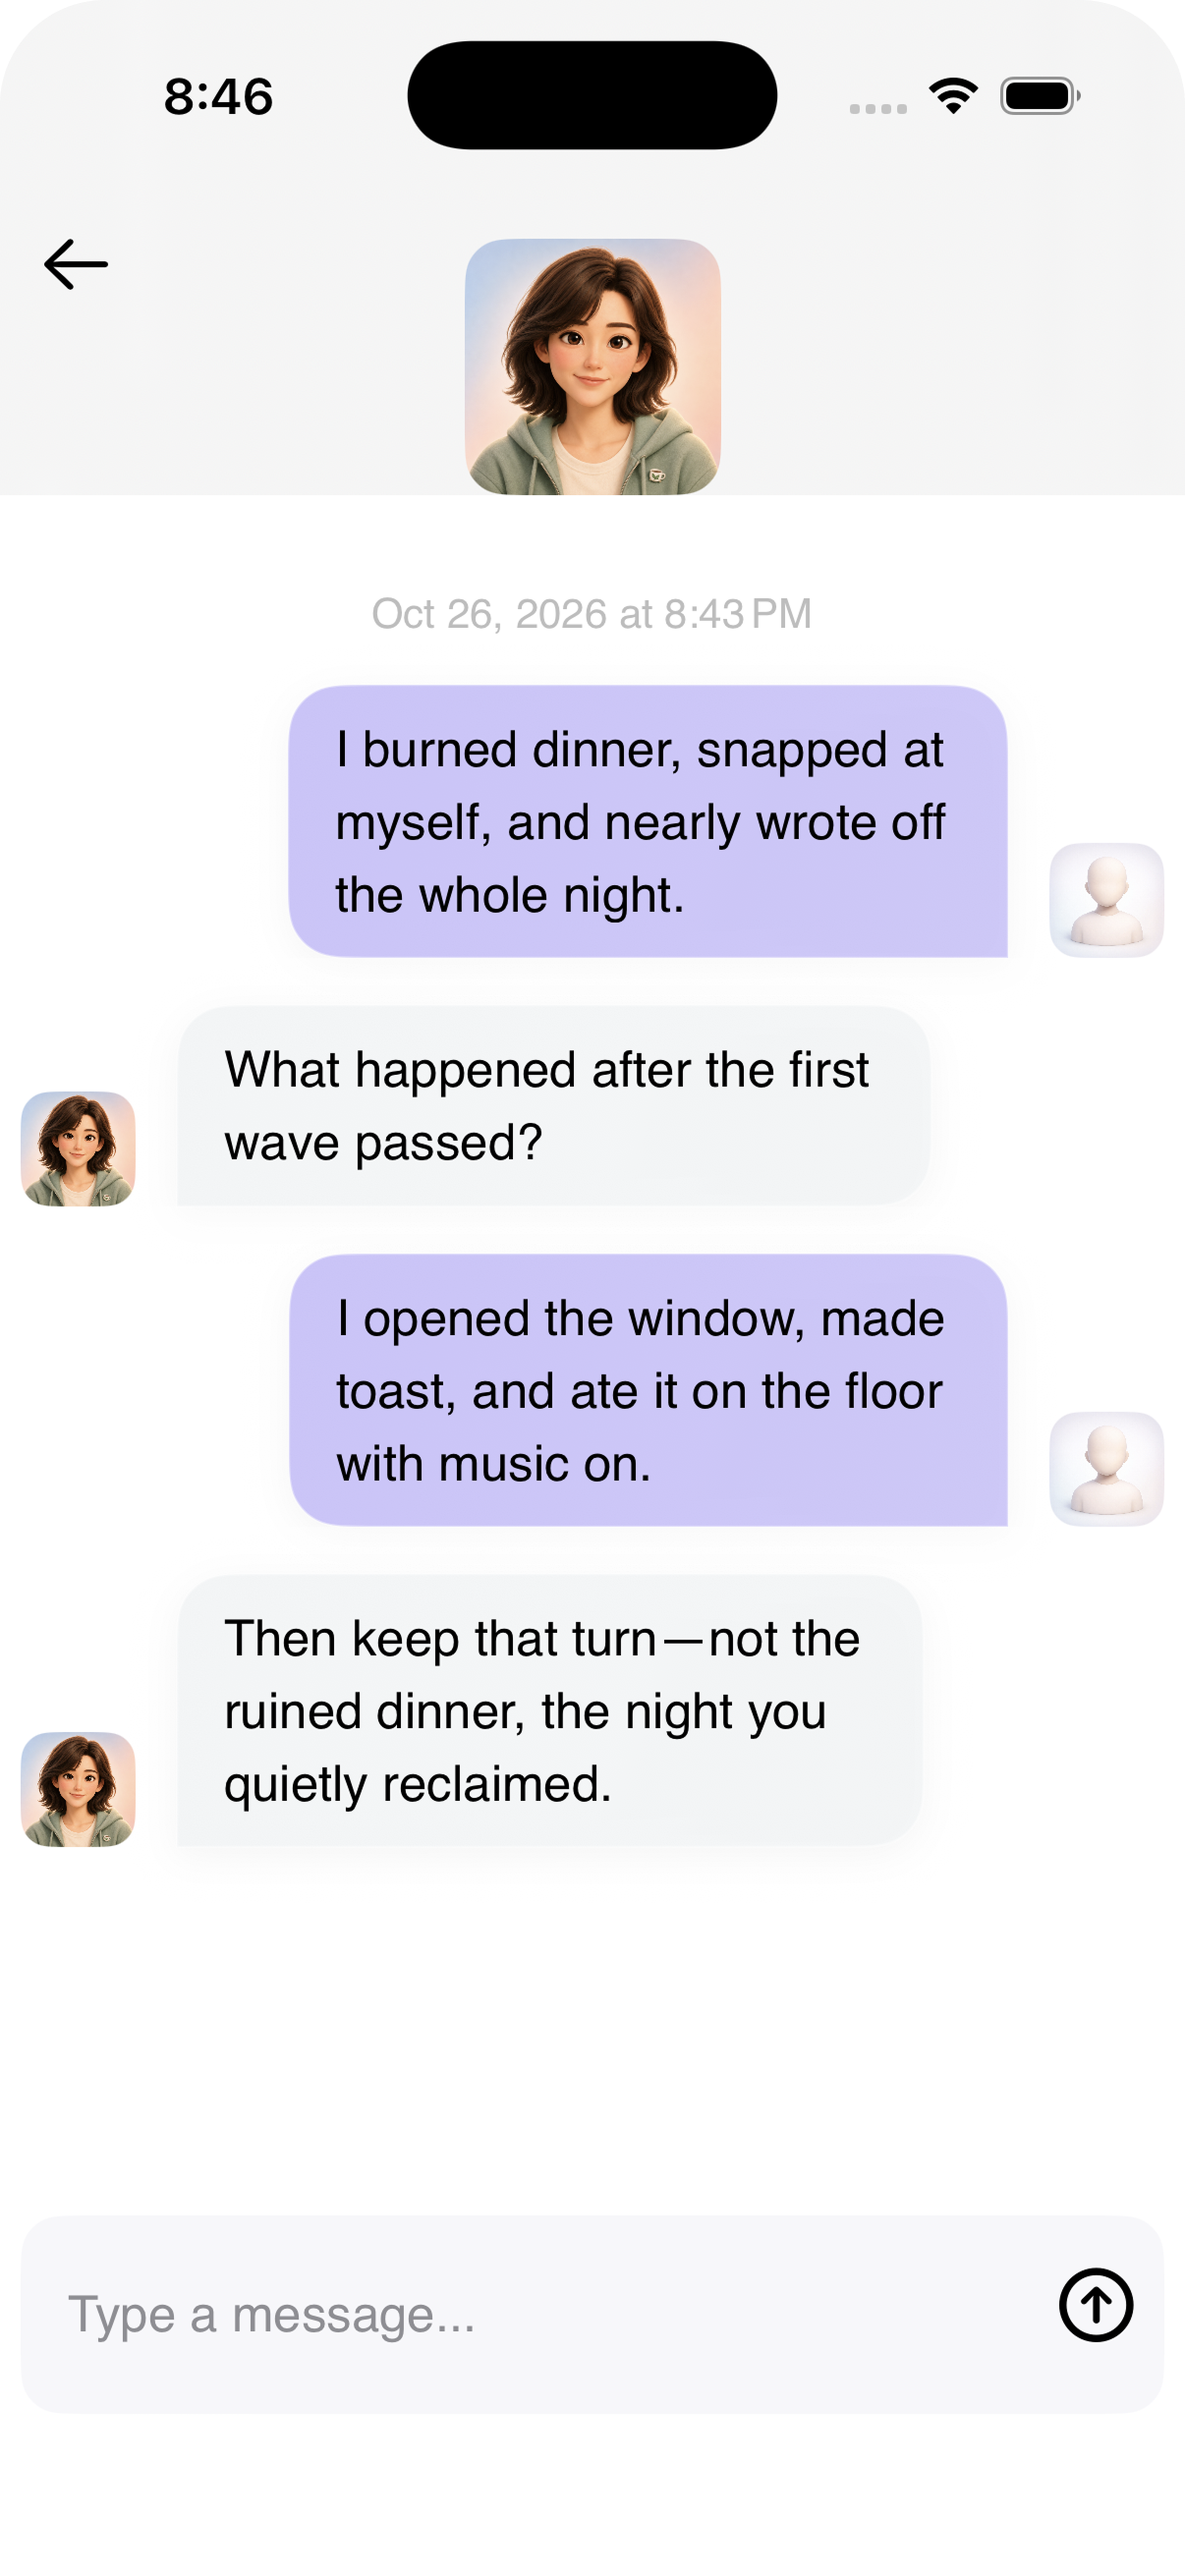 8:46
Oct 26, 2026 at 8:43 PM
I burned dinner, snapped at
myself, and nearly wrote off
the whole night.
What happened after the first
wave passed?
I opened the window, made
toast, and ate it on the floor
with music on.
Then keep that turn—not the
ruined dinner, the night you
quietly reclaimed.
Type a message...